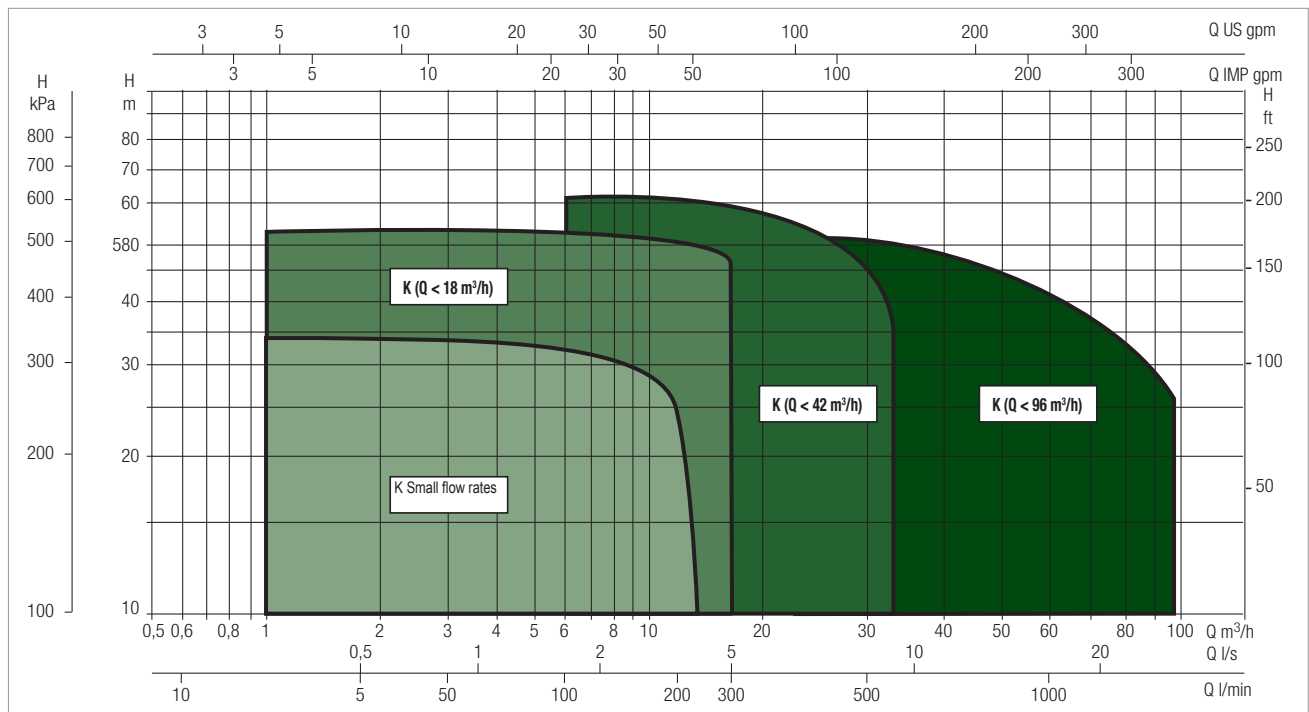 3 5 10 20 30 50 100 200 300 Q US gpm
3 4 5 10 20 30 50 100 200 300 Q IMP gpm
H
kPa
H
m
H
ft
800
700
600
500
400
300
200
100
80
70
60
580
40
30
20
10
250
200
150
100
50
K (Q < 18 m³/h)
K (Q < 42 m³/h)
K (Q < 96 m³/h)
K Small flow rates
0,5 0,6 0,8 1 2 3 4 5 6 8 10 20 30 40 50 60 80 100 Q m³/h
0,5 1 2 5 10 20 Q l/s
10 5 50 100 200 300 500 1000 Q l/min